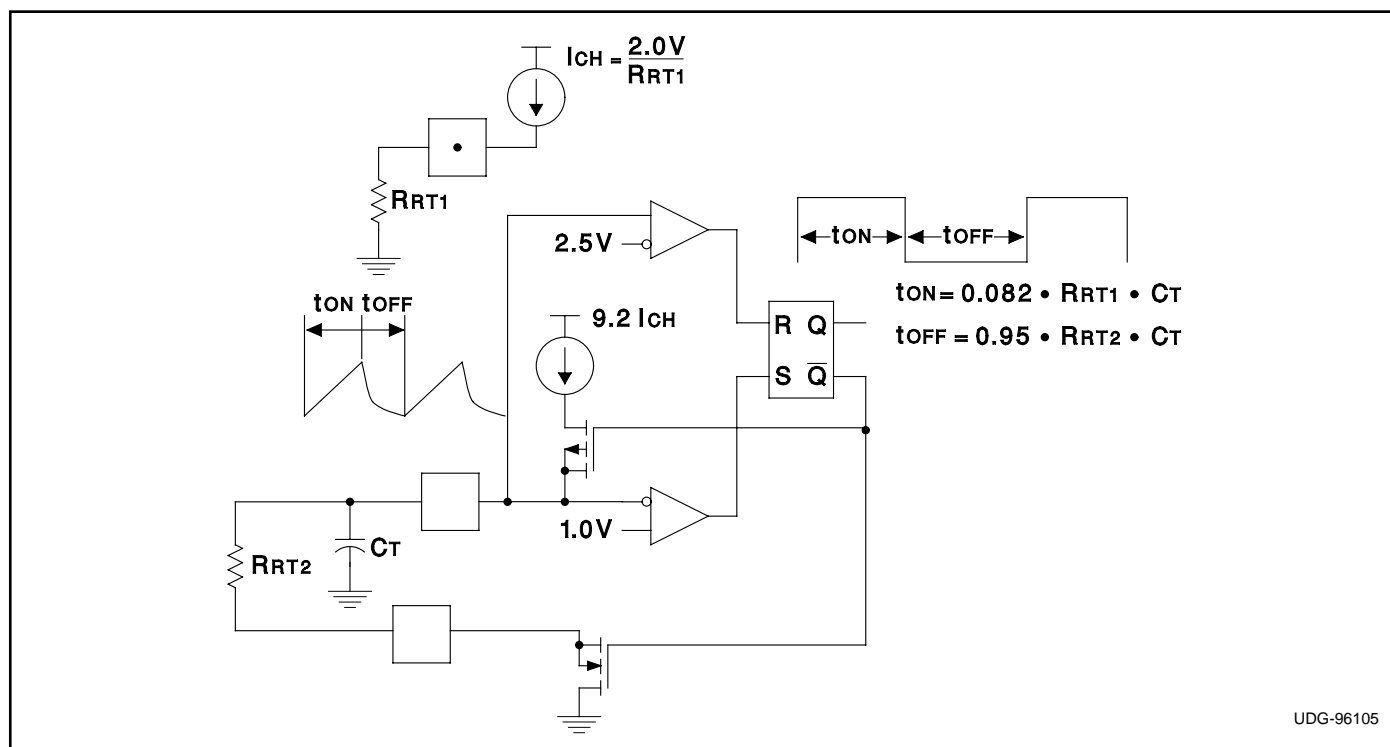 ICH = 2.0V / RRT1
RRT1
2.5V
tON
tOFF
tON = 0.082 • RRT1 • CT
tOFF = 0.95 • RRT2 • CT
tON tOFF
9.2 ICH
R Q
S Q̅
1.0V
CT
RRT2
UDG-96105